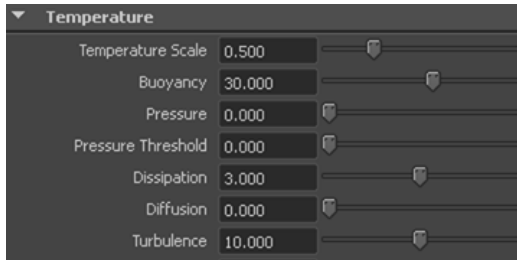 Temperature
Temperature Scale 0.500
Buoyancy 30.000
Pressure 0.000
Pressure Threshold 0.000
Dissipation 3.000
Diffusion 0.000
Turbulence 10.000